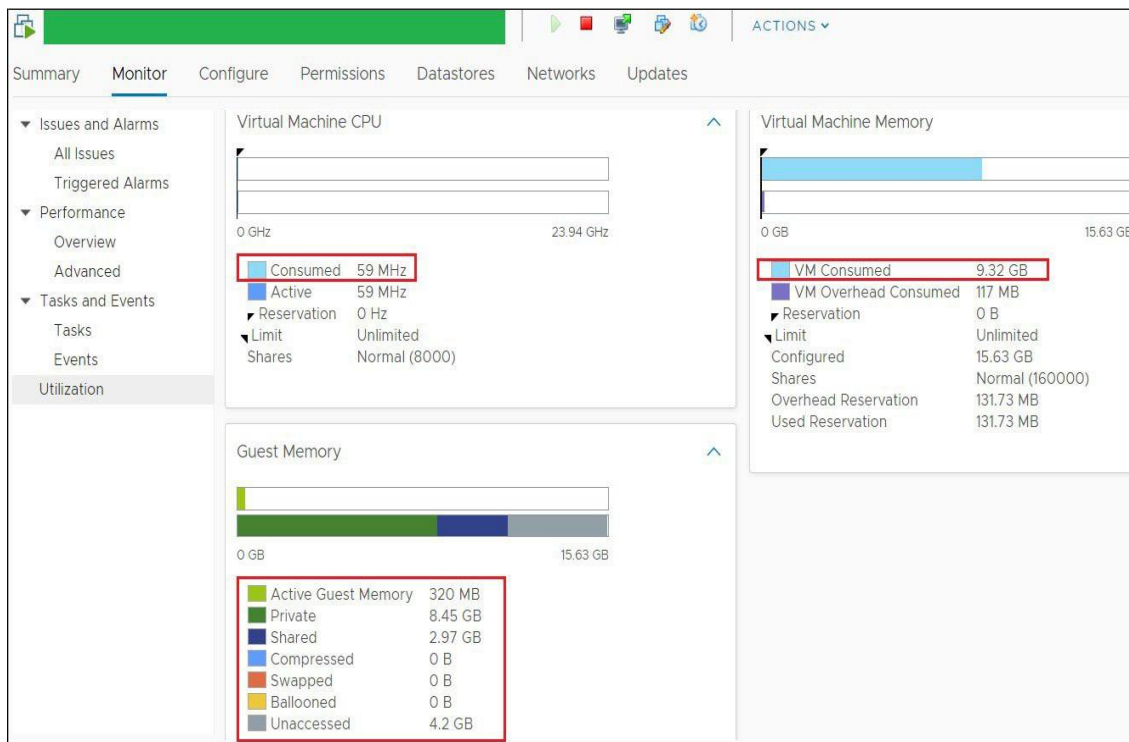 ACTIONS
Summary Monitor Configure Permissions Datastores Networks Updates
Issues and Alarms
All Issues
Triggered Alarms
Performance
Overview
Advanced
Tasks and Events
Tasks
Events
Utilization
Virtual Machine CPU
0 GHz 23.94 GHz
Consumed 59 MHz
Active 59 MHz
Reservation 0 Hz
Limit Unlimited
Shares Normal (8000)
Virtual Machine Memory
0 GB 15.63 GB
VM Consumed 9.32 GB
VM Overhead Consumed 117 MB
Reservation 0 B
Limit Unlimited
Configured 15.63 GB
Shares Normal (160000)
Overhead Reservation 131.73 MB
Used Reservation 131.73 MB
Guest Memory
0 GB 15.63 GB
Active Guest Memory 320 MB
Private 8.45 GB
Shared 2.97 GB
Compressed 0 B
Swapped 0 B
Ballooned 0 B
Unaccessed 4.2 GB